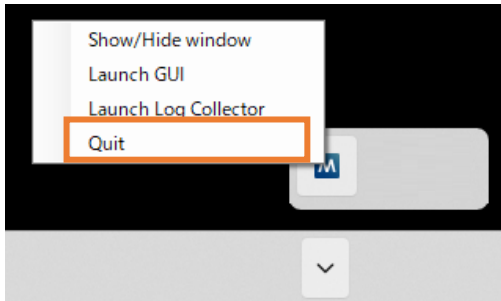 Show/Hide window
Launch GUI
Launch Log Collector
Quit
M